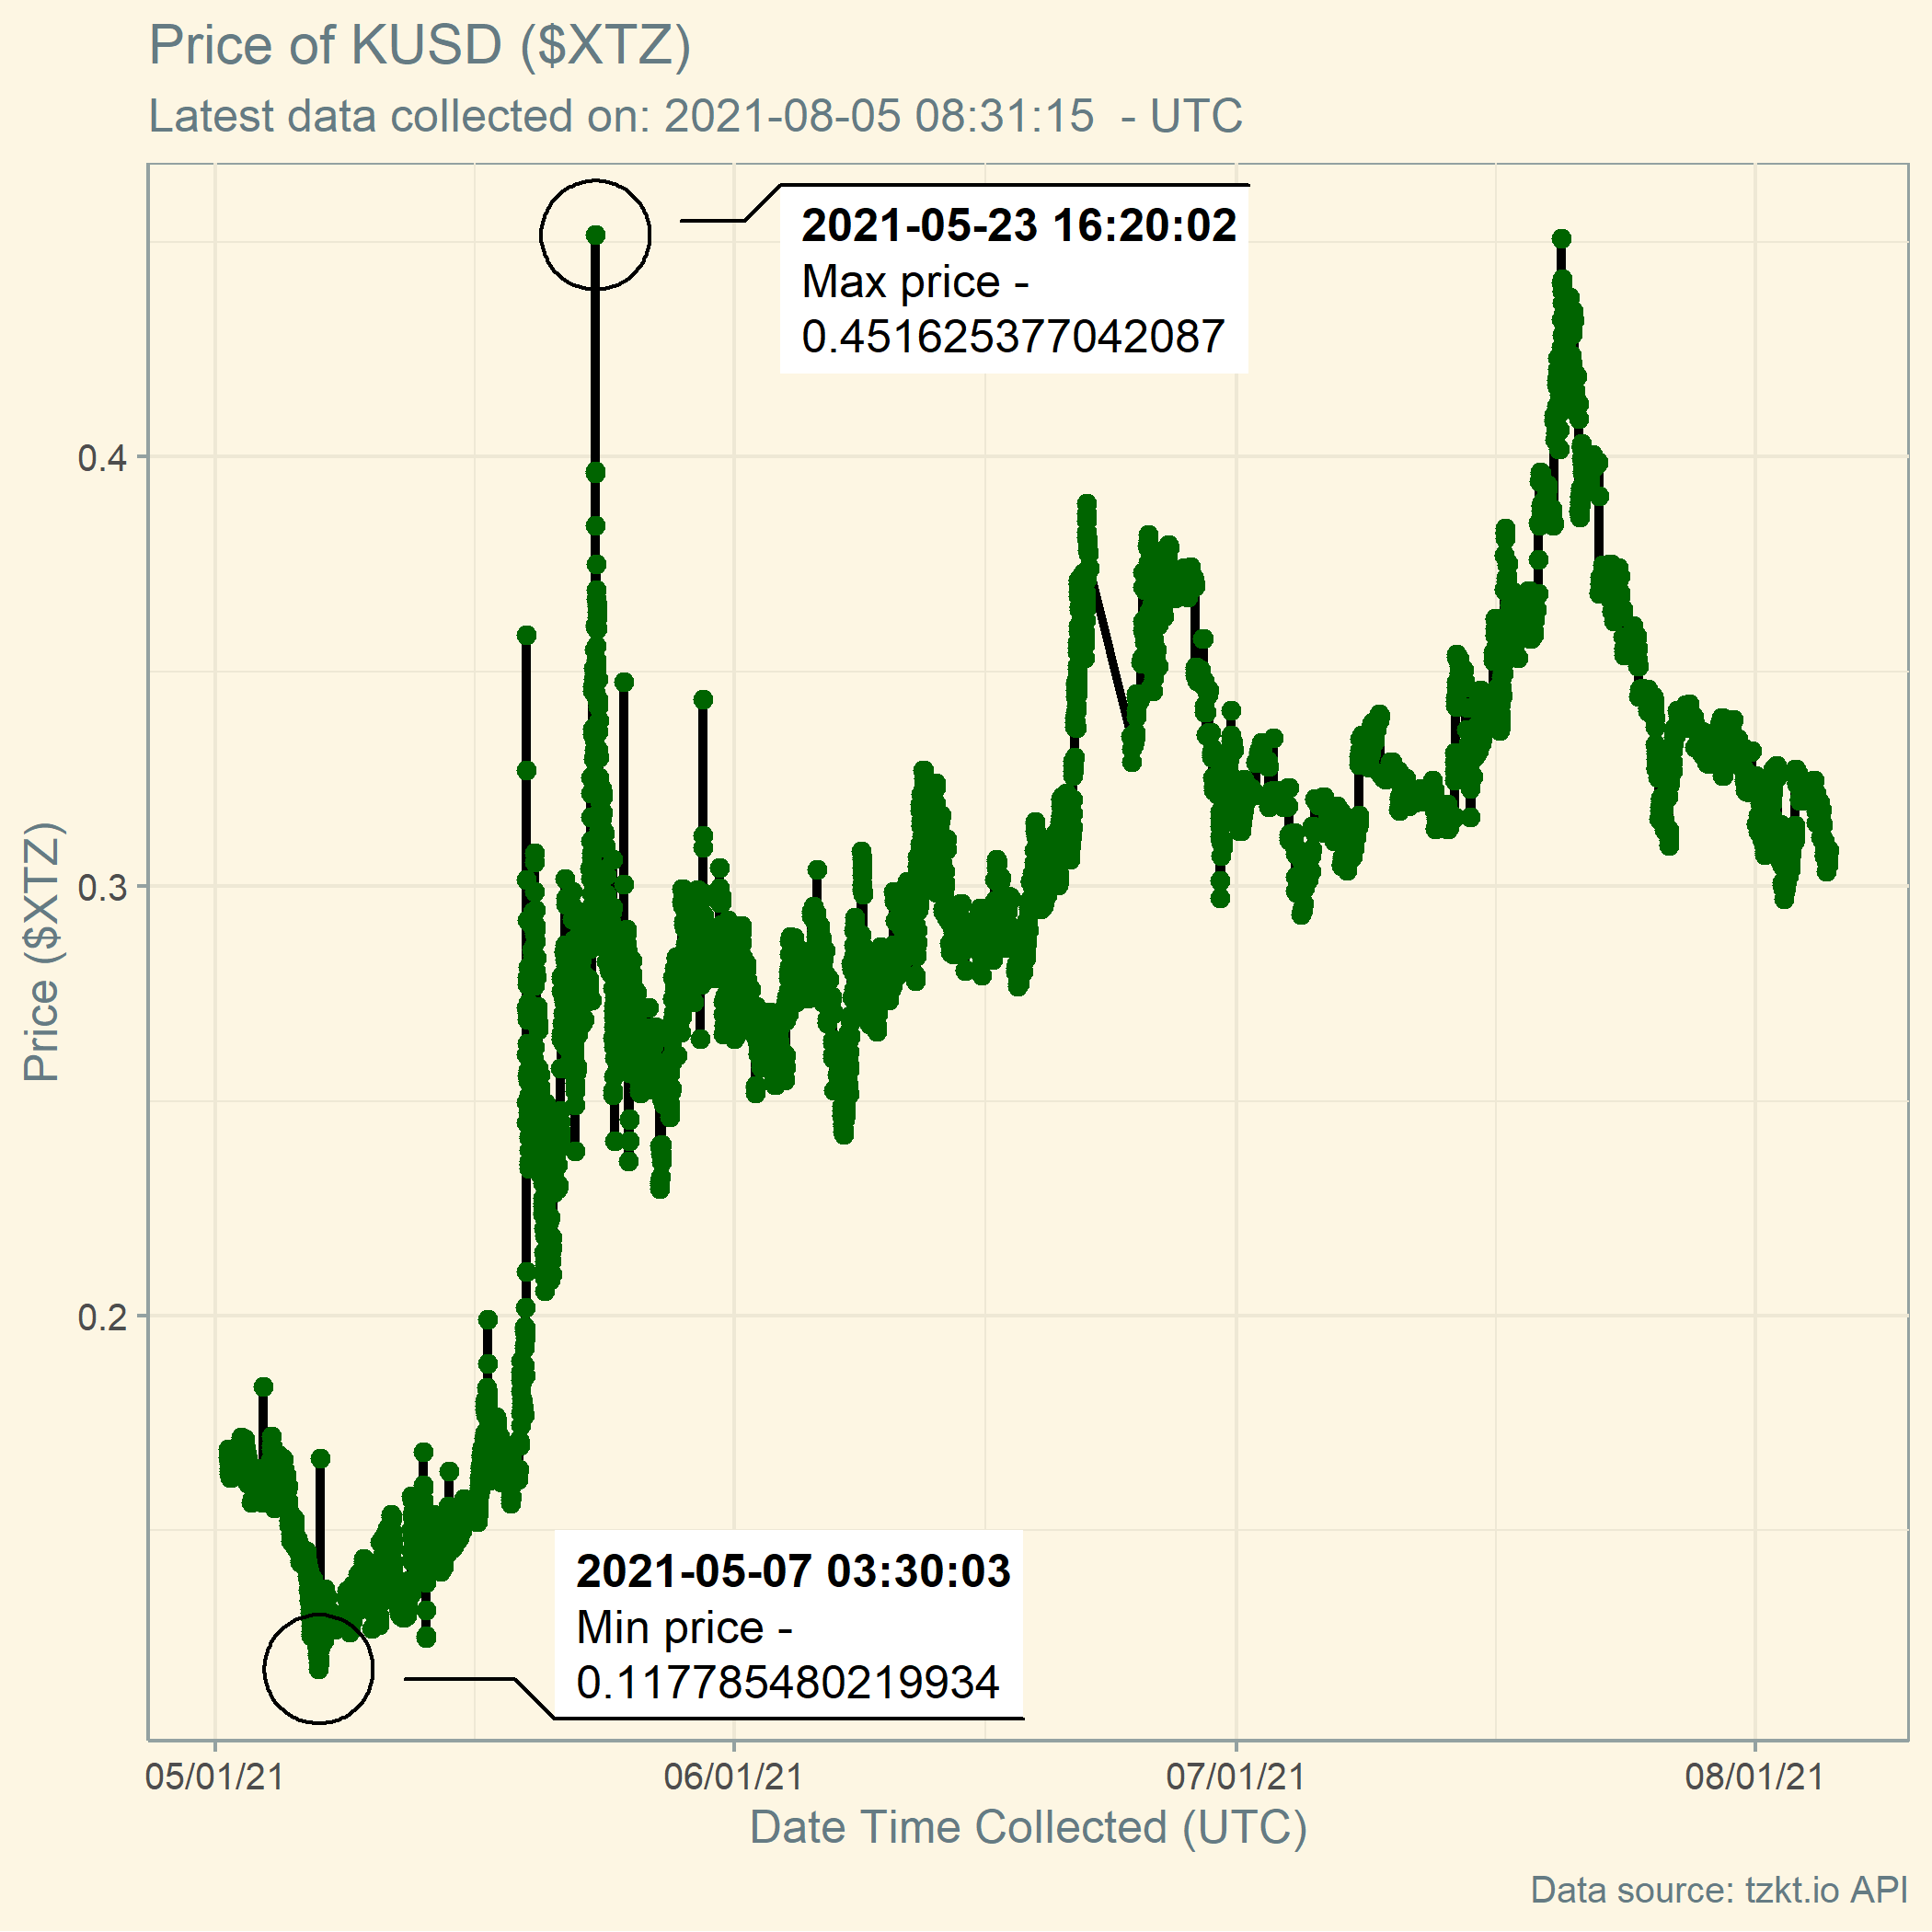 Price of KUSD ($XTZ)
Latest data collected on: 2021-08-05 08:31:15  - UTC
2021-05-23 16:20:02
Max price -
0.451625377042087
0.4
0.3
0.2
Price ($XTZ)
2021-05-07 03:30:03
Min price -
0.117785480219934
05/01/21
06/01/21
07/01/21
08/01/21
Date Time Collected (UTC)
Data source: tzkt.io API